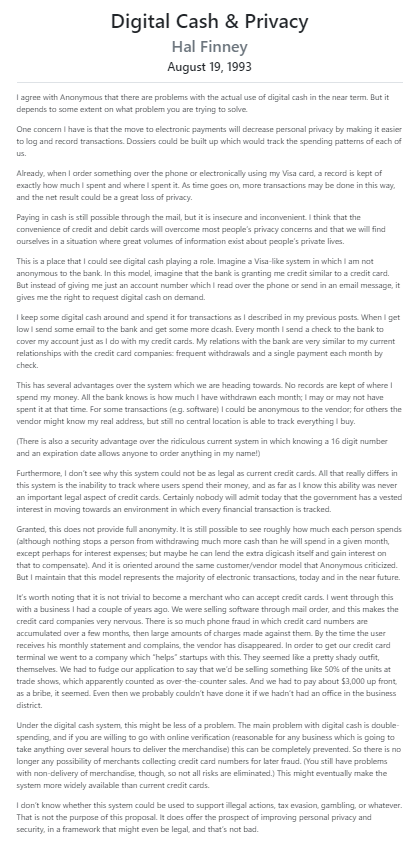 Digital Cash & Privacy
Hal Finney
August 19, 1993
I agree with Anonymous that there are problems with the actual use of digital cash in the near term. But it
depends to some extent on what problem you are trying to solve.
One concern I have is that the move to electronic payments will decrease personal privacy by making it easier
to log and record transactions. Dossiers could be built up which would track the spending patterns of each of
us.
Already, when I order something over the phone or electronically using my Visa card, a record is kept of
exactly how much I spent and where I spent it. As time goes on, more transactions may be done in this way,
and the net result could be a great loss of privacy.
Paying in cash is still possible through the mail, but it is insecure and inconvenient. I think that the
convenience of credit and debit cards will overcome most people's privacy concerns and that we will find
ourselves in a situation where great volumes of information exist about people's private lives.
This is a place that I could see digital cash playing a role. Imagine a Visa-like system in which I am not
anonymous to the bank. In this model, imagine that the bank is granting me credit similar to a credit card.
But instead of giving me just an account number which I read over the phone or send in an email message, it
gives me the right to request digital cash on demand.
I keep some digital cash around and spend it for transactions as I described in my previous posts. When I get
low I send some email to the bank and get some more dcash. Every month I send a check to the bank to
cover my account just as I do with my credit cards. My relations with the bank are very similar to my current
relationships with the credit card companies: frequent withdrawals and a single payment each month by
check.
This has several advantages over the system which we are heading towards. No records are kept of where I
spend my money. All the bank knows is how much I have withdrawn each month; I may or may not have
spent it at that time. For some transactions (e.g. software) I could be anonymous to the vendor; for others the
vendor might know my real address, but still no central location is able to track everything I buy.
(There is also a security advantage over the ridiculous current system in which knowing a 16 digit number
and an expiration date allows anyone to order anything in my name!)
Furthermore, I don't see why this system could not be as legal as current credit cards. All that really differs in
this system is the inability to track where users spend their money, and as far as I know this ability was never
an important legal aspect of credit cards. Certainly nobody will admit today that the government has a vested
interest in moving towards an environment in which every financial transaction is tracked.
Granted, this does not provide full anonymity. It is still possible to see roughly how much each person spends
(although nothing stops a person from withdrawing much more cash than he will spend in a given month,
except perhaps for interest expenses; but maybe he can lend the extra digicash itself and gain interest on
that to compensate). And it is oriented around the same customer/vendor model that Anonymous criticized.
But I maintain that this model represents the majority of electronic transactions, today and in the near future.
It's worth noting that it is not trivial to become a merchant who can accept credit cards. I went through this
with a business I had a couple of years ago. We were selling software through mail order, and this makes the
credit card companies very nervous. There is so much phone fraud in which credit card numbers are
accumulated over a few months, then large amounts of charges made against them. By the time the user
receives his monthly statement and complains, the vendor has disappeared. In order to get our credit card
terminal we went to a company which "helps" startups with this. They seemed like a pretty shady outfit,
themselves. We had to fudge our application to say that we'd be selling something like 50% of the units at
trade shows, which apparently counted as over-the-counter sales. And we had to pay about $3,000 up front,
as a bribe, it seemed. Even then we probably couldn't have done it if we hadn't had an office in the business
district.
Under the digital cash system, this might be less of a problem. The main problem with digital cash is double-
spending, and if you are willing to go with online verification (reasonable for any business which is going to
take anything over several hours to deliver the merchandise) this can be completely prevented. So there is no
longer any possibility of merchants collecting credit card numbers for later fraud. (You still have problems
with non-delivery of merchandise, though, so not all risks are eliminated.) This might eventually make the
system more widely available than current credit cards.
I don't know whether this system could be used to support illegal actions, tax evasion, gambling, or whatever.
That is not the purpose of this proposal. It does offer the prospect of improving personal privacy and
security, in a framework that might even be legal, and that's not bad.